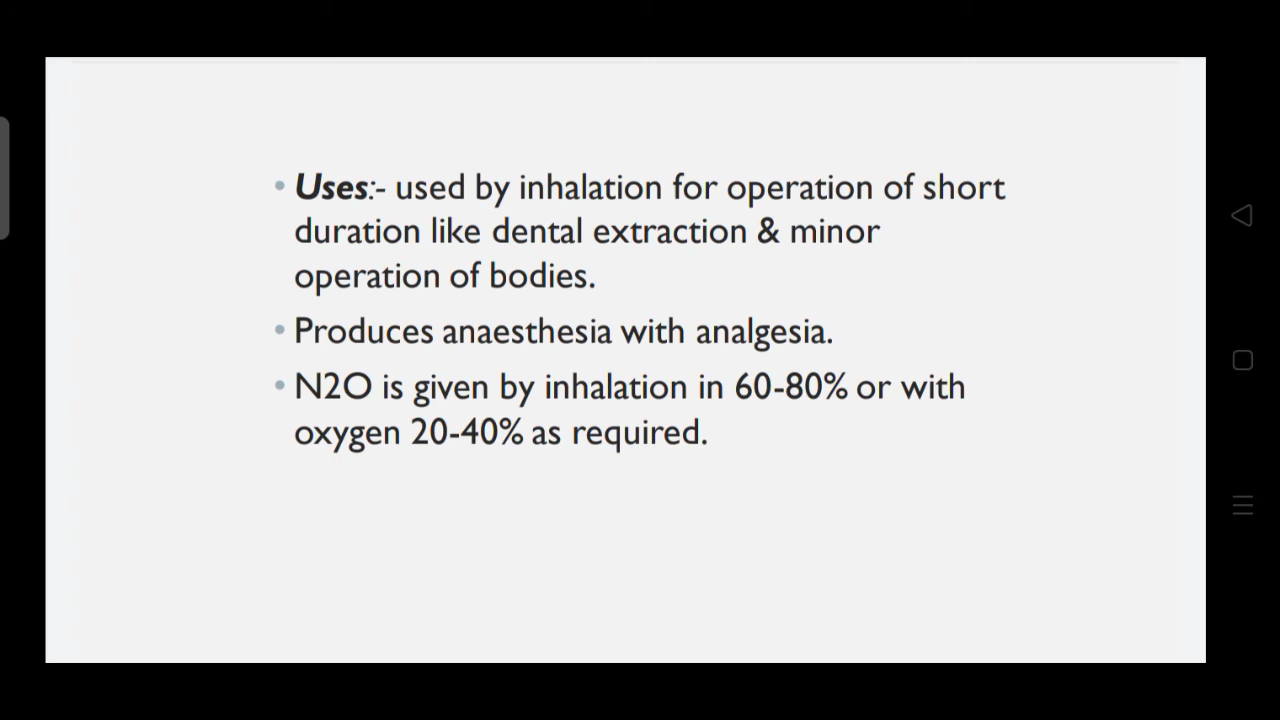 • Uses:- used by inhalation for operation of short
duration like dental extraction & minor
operation of bodies.
• Produces anaesthesia with analgesia.
• N2O is given by inhalation in 60-80% or with
oxygen 20-40% as required.